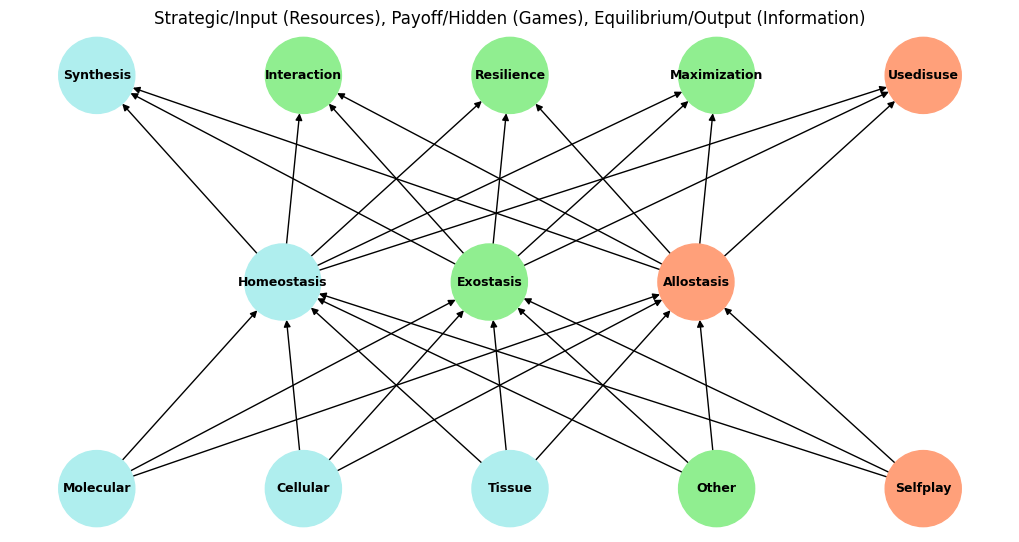 Strategic/Input (Resources), Payoff/Hidden (Games), Equilibrium/Output (Information)
Synthesis
Interaction
Resilience
Maximization
Usedisuse
Homeostasis
Exostasis
Allostasis
Molecular
Cellular
Tissue
Other
Selfplay